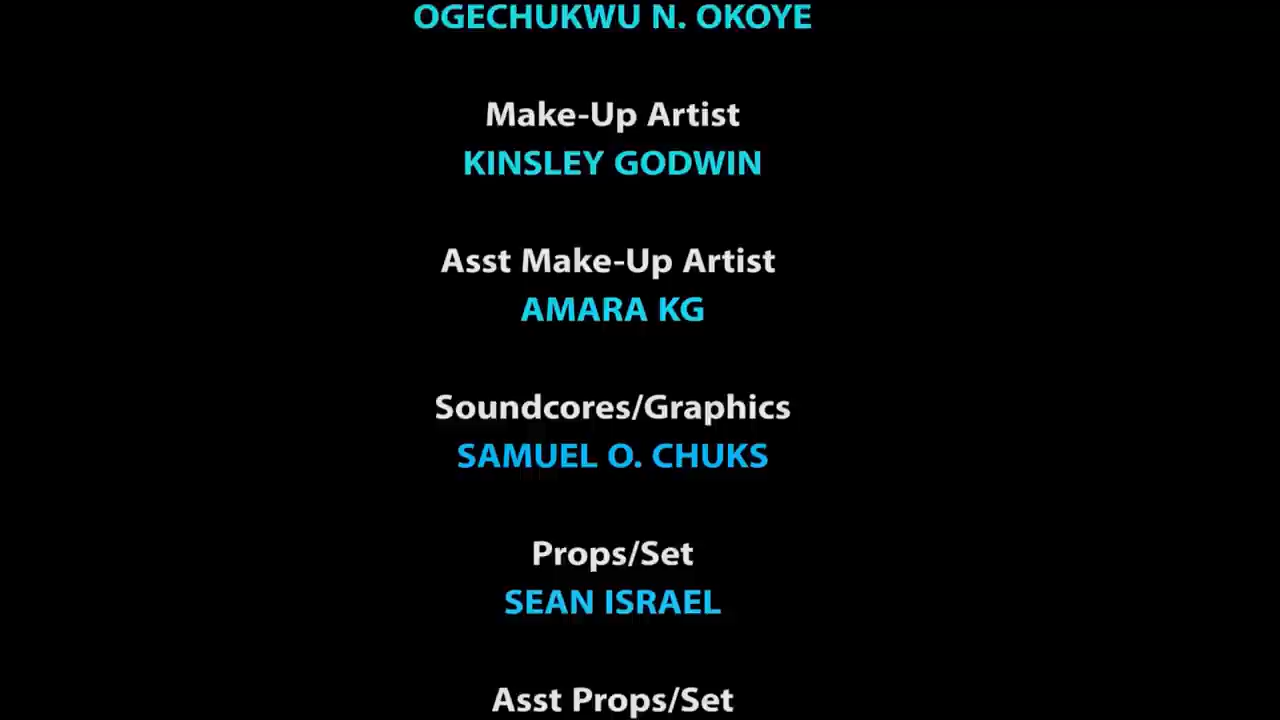 OGECHUKWU N. OKOYE
Make-Up Artist
KINSLEY GODWIN
Asst Make-Up Artist
AMARA KG
Soundcores/Graphics
SAMUEL O. CHUKS
Props/Set
SEAN ISRAEL
Asst Props/Set